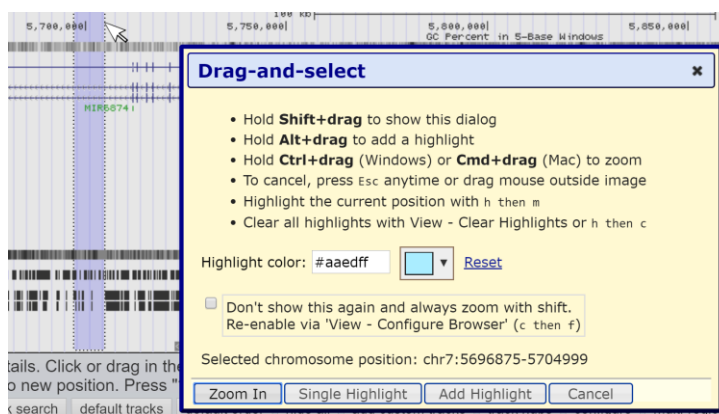 100 kb
5,700,000| 5,750,000| 5,800,000| 5,850,000|
GC Percent in 5-Base Windows
Drag-and-select
MIR6874
• Hold Shift+drag to show this dialog
• Hold Alt+drag to add a highlight
• Hold Ctrl+drag (Windows) or Cmd+drag (Mac) to zoom
• To cancel, press Esc anytime or drag mouse outside image
• Highlight the current position with h then m
• Clear all highlights with View - Clear Highlights or h then c
Highlight color: #aaedff Reset
Don't show this again and always zoom with shift.
Re-enable via 'View - Configure Browser' (c then f)
Selected chromosome position: chr7:5696875-5704999
tails. Click or drag in the
o new position. Press "
Zoom In Single Highlight Add Highlight Cancel
search default tracks